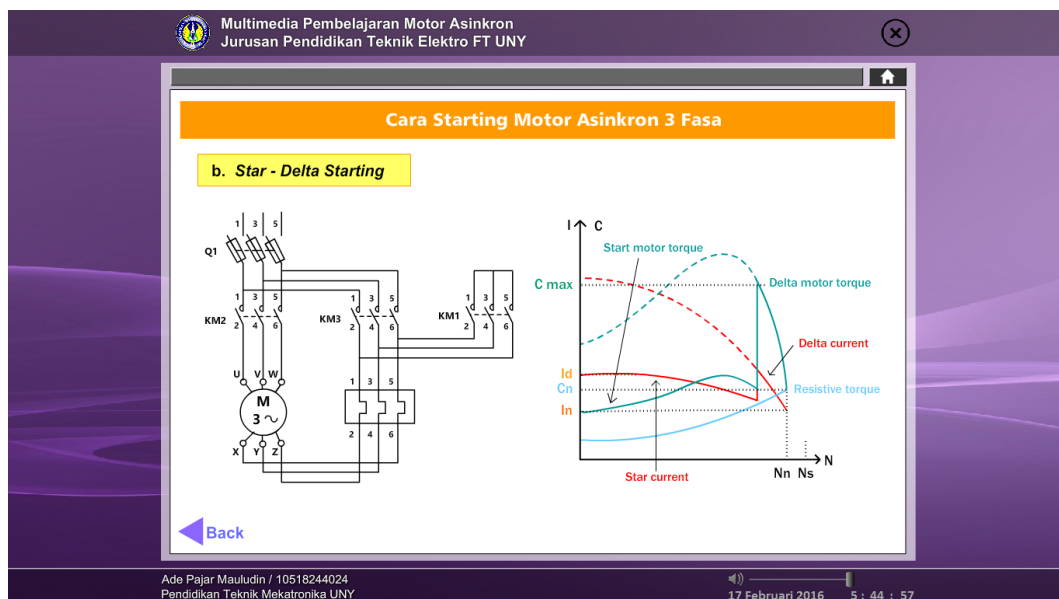 Multimedia Pembelajaran Motor Asinkron
Jurusan Pendidikan Teknik Elektro FT UNY
Cara Starting Motor Asinkron 3 Fasa
b. Star - Delta Starting
1 3 5
Q1
1 3 5
KM2
2 4 6
1 3 5
KM3
2 4 6
1 3 5
KM1
2 4 6
U V W
M
3 ~
X Y Z
1 3 5
2 4 6
I C
Start motor torque
C max
Delta motor torque
Delta current
Id
Cn
Resistive torque
In
Star current
N
Nn Ns
Back
Ade Pajar Mauludin / 10518244024
Pendidikan Teknik Mekatronika UNY
17 Februari 2016 5 : 44 : 57